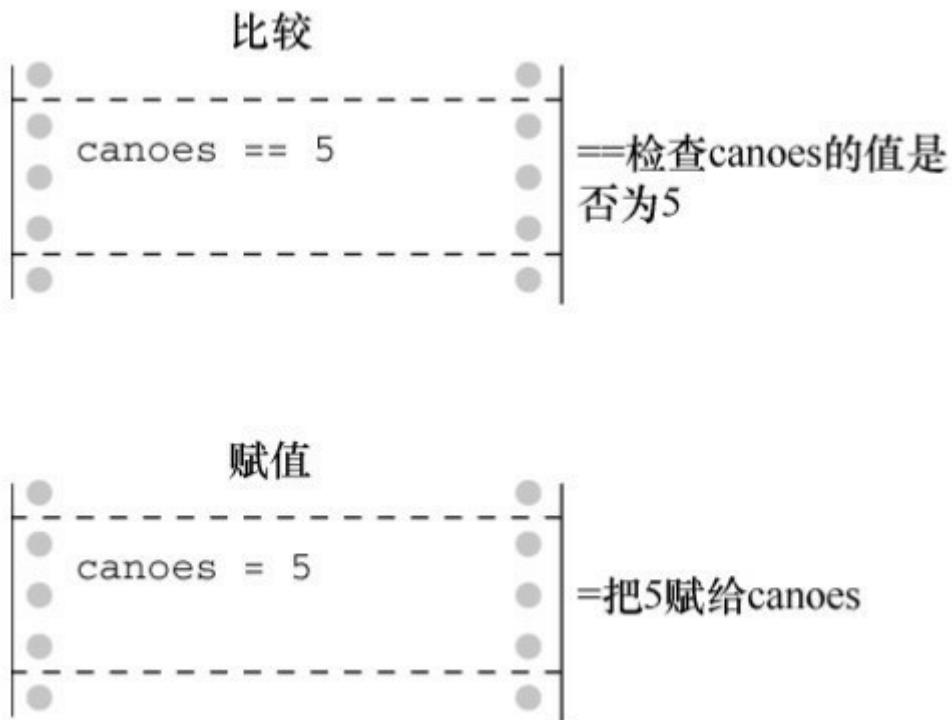 比较
canoes == 5
==检查canoes的值是
否为5
赋值
canoes = 5
=把5赋给canoes